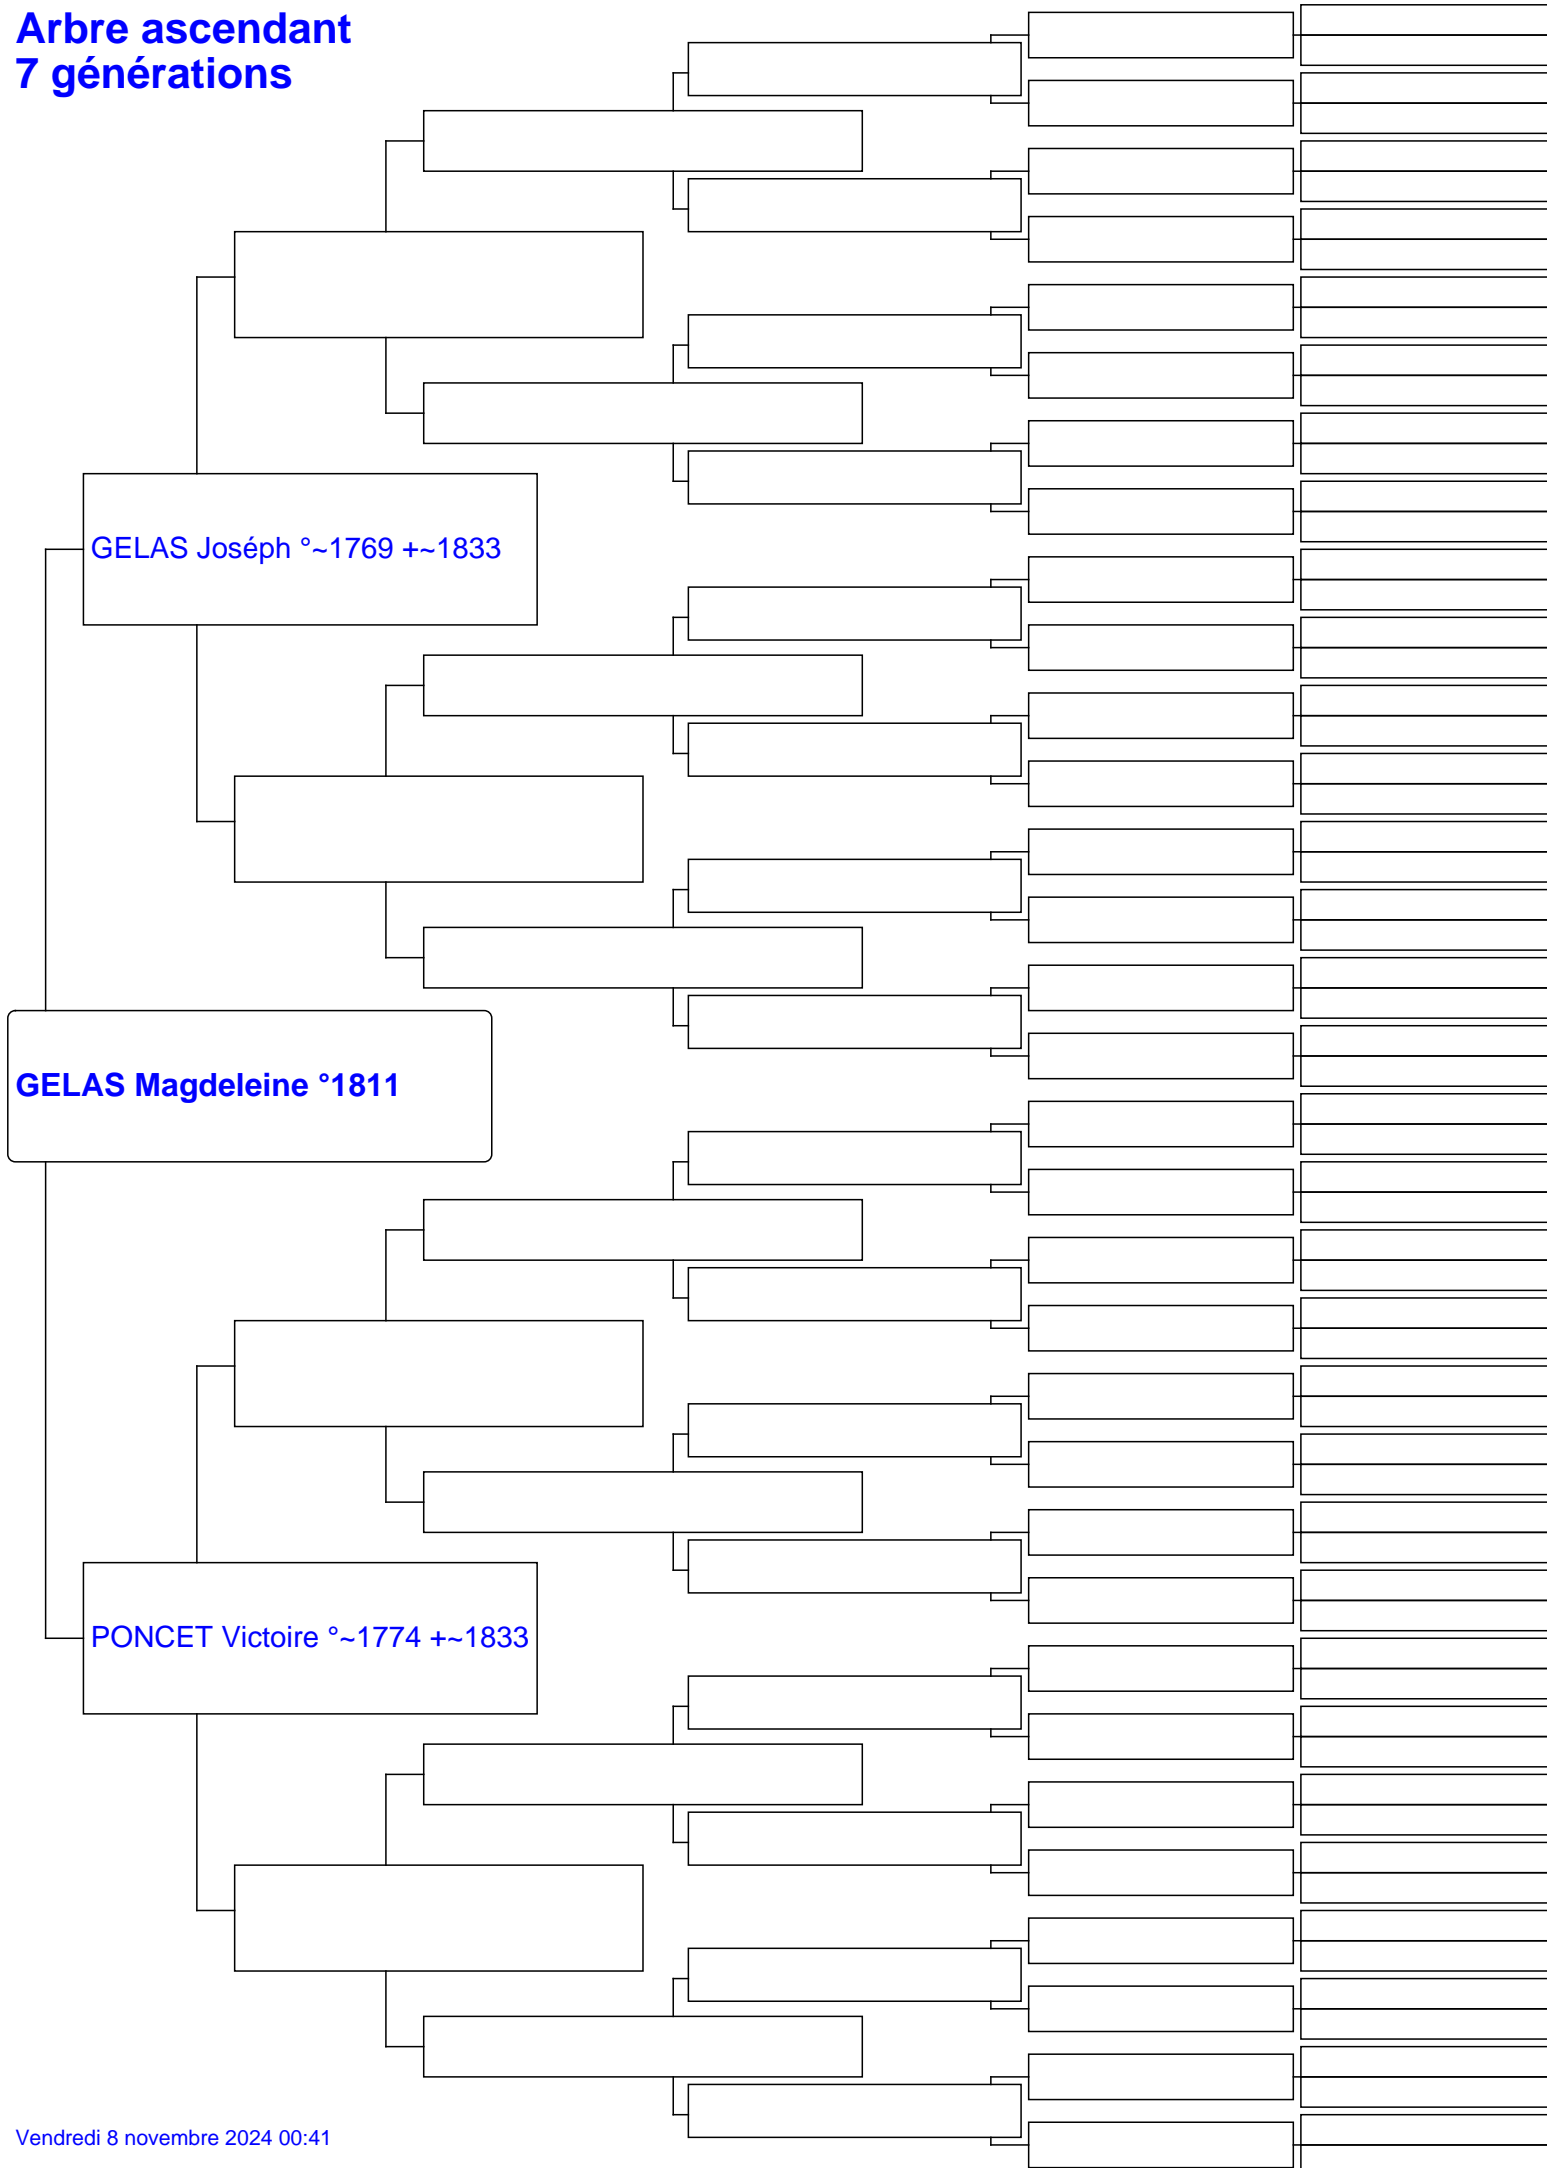 Arbre ascendant
7 générations
GELAS Joséph °~1769 +~1833
GELAS Magdeleine °1811
PONCET Victoire °~1774 +~1833
Vendredi 8 novembre 2024 00:41